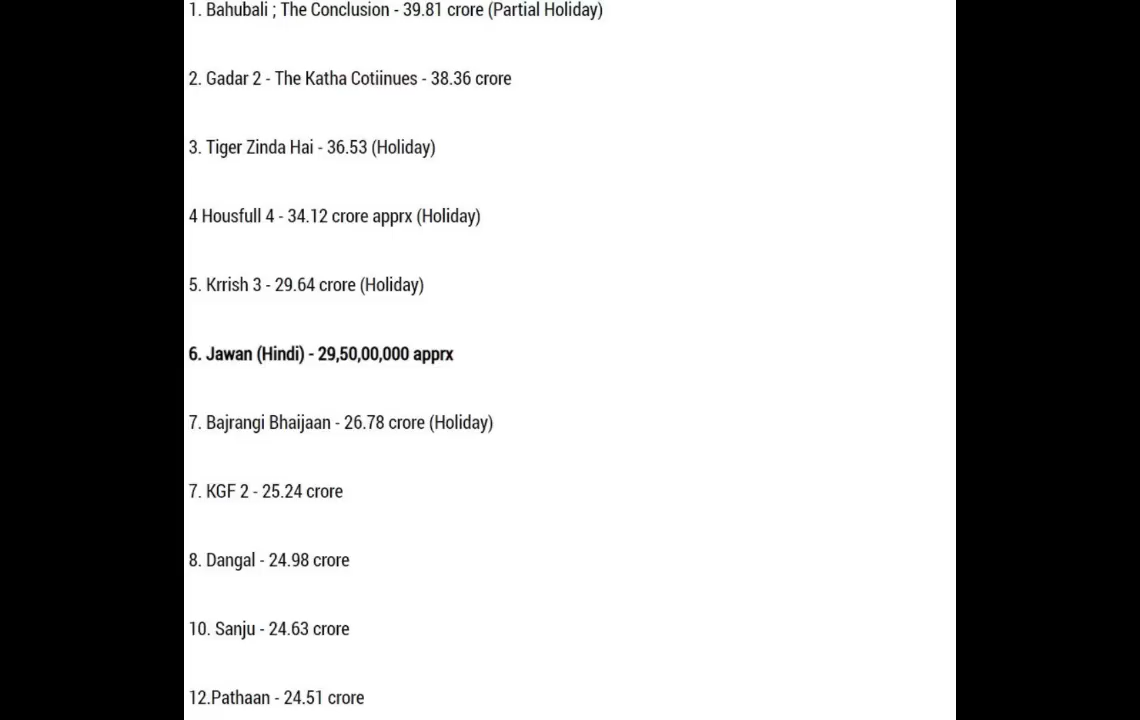 1. Bahubali ; The Conclusion - 39.81 crore (Partial Holiday)
2. Gadar 2 - The Katha Cotiinues - 38.36 crore
3. Tiger Zinda Hai - 36.53 (Holiday)
4 Housfull 4 - 34.12 crore apprx (Holiday)
5. Krrish 3 - 29.64 crore (Holiday)
6. Jawan (Hindi) - 29,50,00,000 apprx
7. Bajrangi Bhaijaan - 26.78 crore (Holiday)
7. KGF 2 - 25.24 crore
8. Dangal - 24.98 crore
10. Sanju - 24.63 crore
12.Pathaan - 24.51 crore